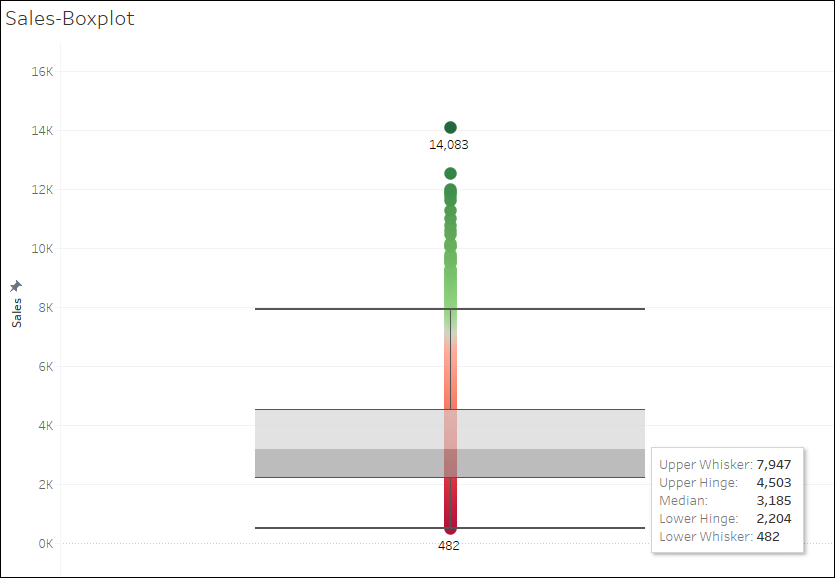 Sales-Boxplot
16K
14K
14,083
12K
10K
8K
Sales
6K
4K
2K
0K
482
Upper Whisker: 7,947
Upper Hinge: 4,503
Median: 3,185
Lower Hinge: 2,204
Lower Whisker: 482